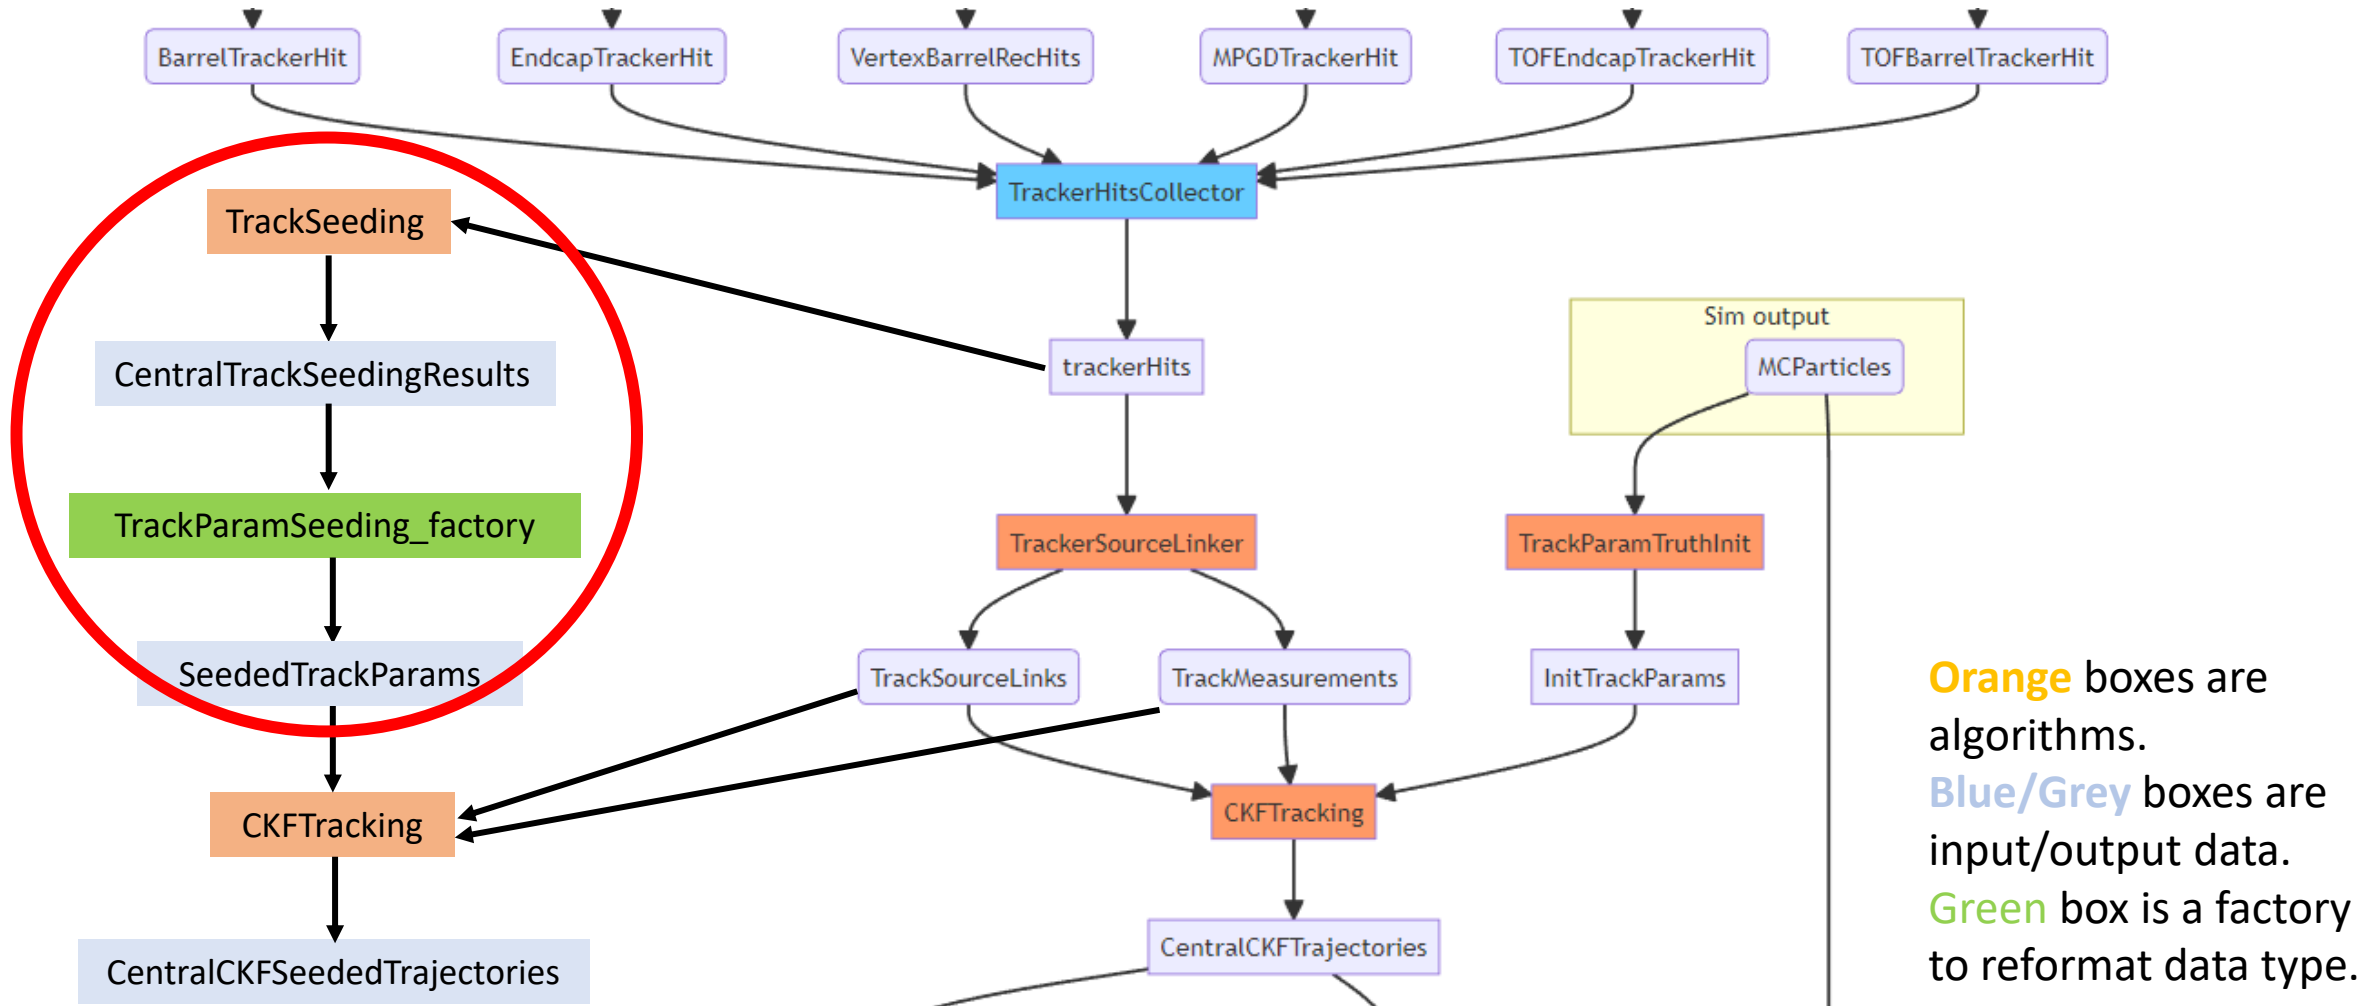 BarrelTrackerHit
EndcapTrackerHit
VertexBarrelRecHits
MPGDTrackerHit
TOFEndcapTrackerHit
TOFBarrelTrackerHit
TrackerHitsCollector
TrackSeeding
Sim output
CentralTrackSeedingResults
trackerHits
MCParticles
TrackParamSeeding_factory
TrackerSourceLinker
TrackParamTruthInit
SeededTrackParams
TrackSourceLinks
TrackMeasurements
InitTrackParams
CKFTracking
CKFTracking
CentralCKFSeededTrajectories
CentralCKFTrajectories
Orange boxes are
algorithms.
Blue/Grey boxes are
input/output data.
Green box is a factory
to reformat data type.